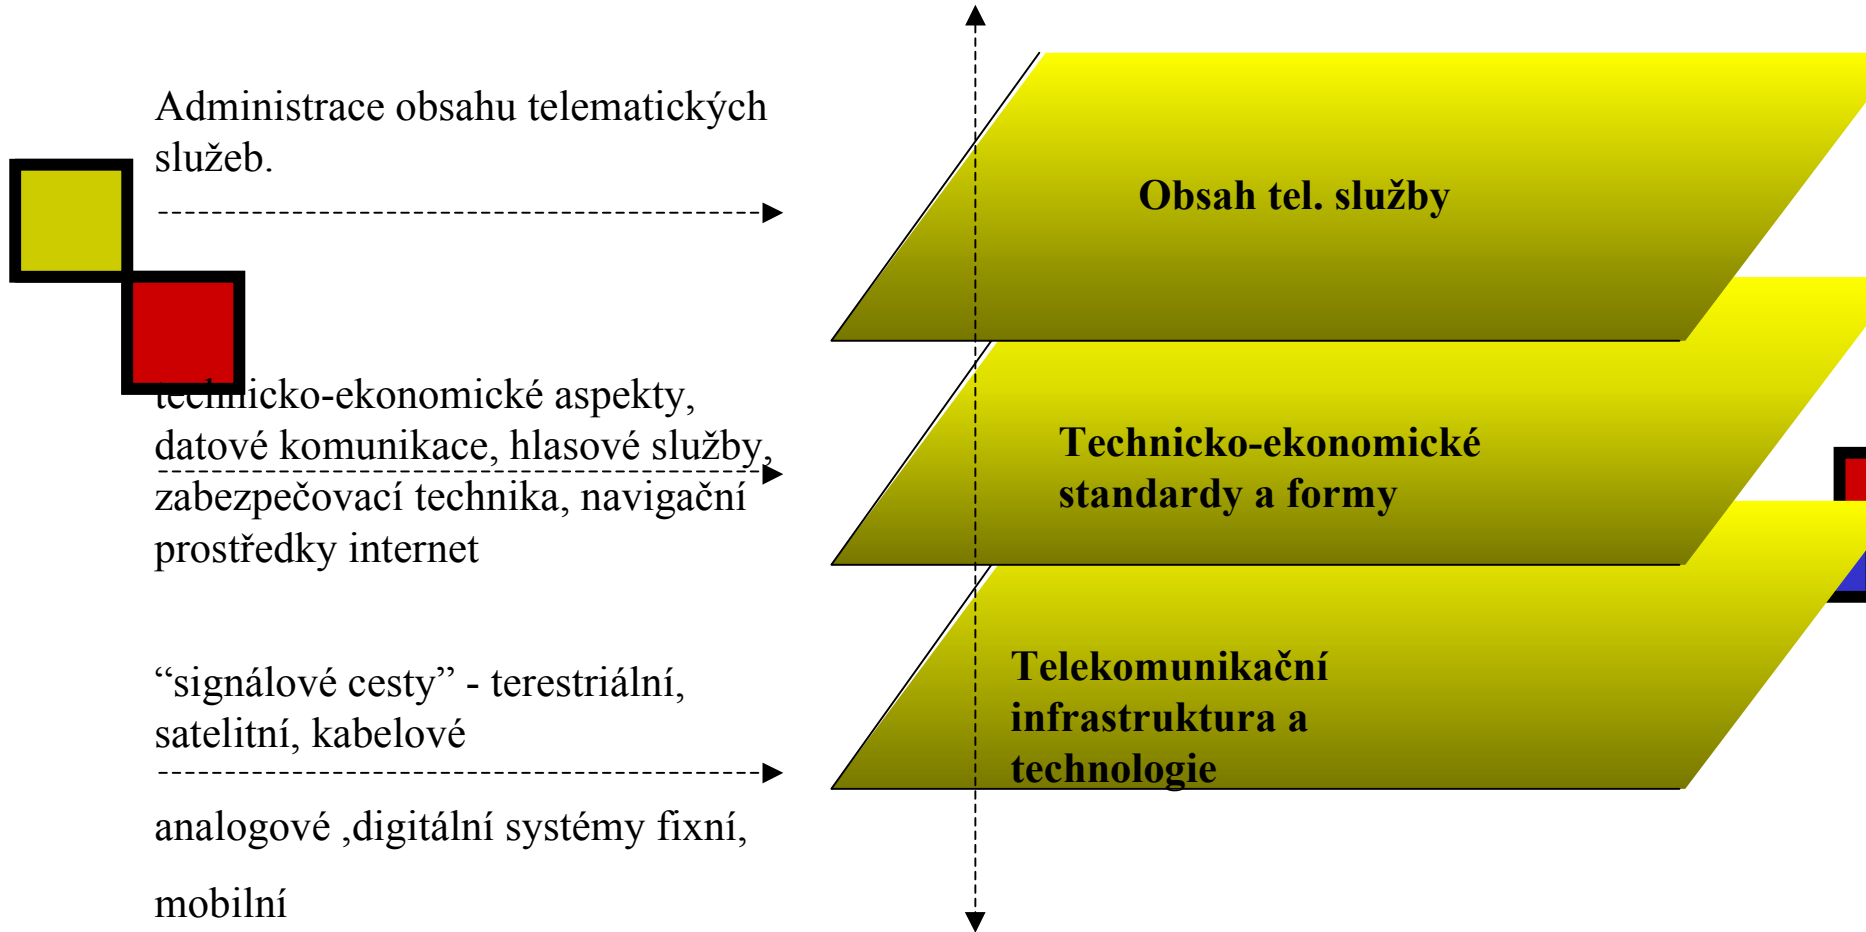 Administrace obsahu telematických
služeb.
Obsah tel. služby
technicko-ekonomické aspekty,
datové komunikace, hlasové služby,
zabezpečovací technika, navigační
prostředky internet
Technicko-ekonomické
standardy a formy
“signálové cesty” - terestriální,
satelitní, kabelové
analogové ,digitální systémy fixní,
mobilní
Telekomunikační
infrastruktura a
technologie